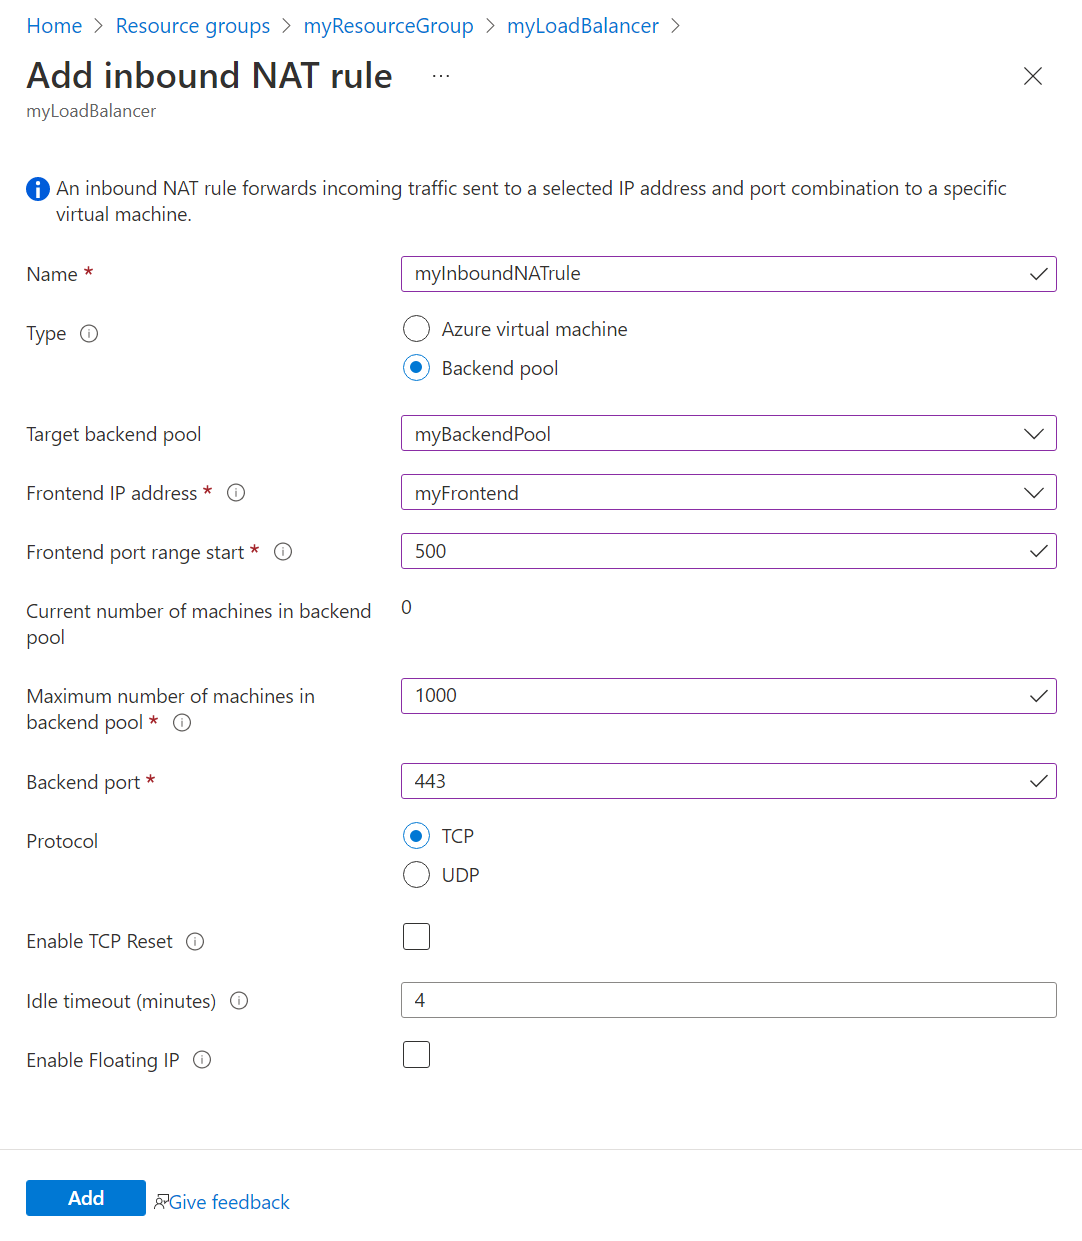 Home > Resource groups > myResourceGroup > myLoadBalancer >
Add inbound NAT rule ...
myLoadBalancer
An inbound NAT rule forwards incoming traffic sent to a selected IP address and port combination to a specific
virtual machine.
Name *
myInboundNATrule
Type
Azure virtual machine
Backend pool
Target backend pool
myBackendPool
Frontend IP address *
myFrontend
Frontend port range start *
500
Current number of machines in backend
pool
0
Maximum number of machines in
backend pool *
1000
Backend port *
443
Protocol
TCP
UDP
Enable TCP Reset
Idle timeout (minutes)
4
Enable Floating IP
Add
Give feedback